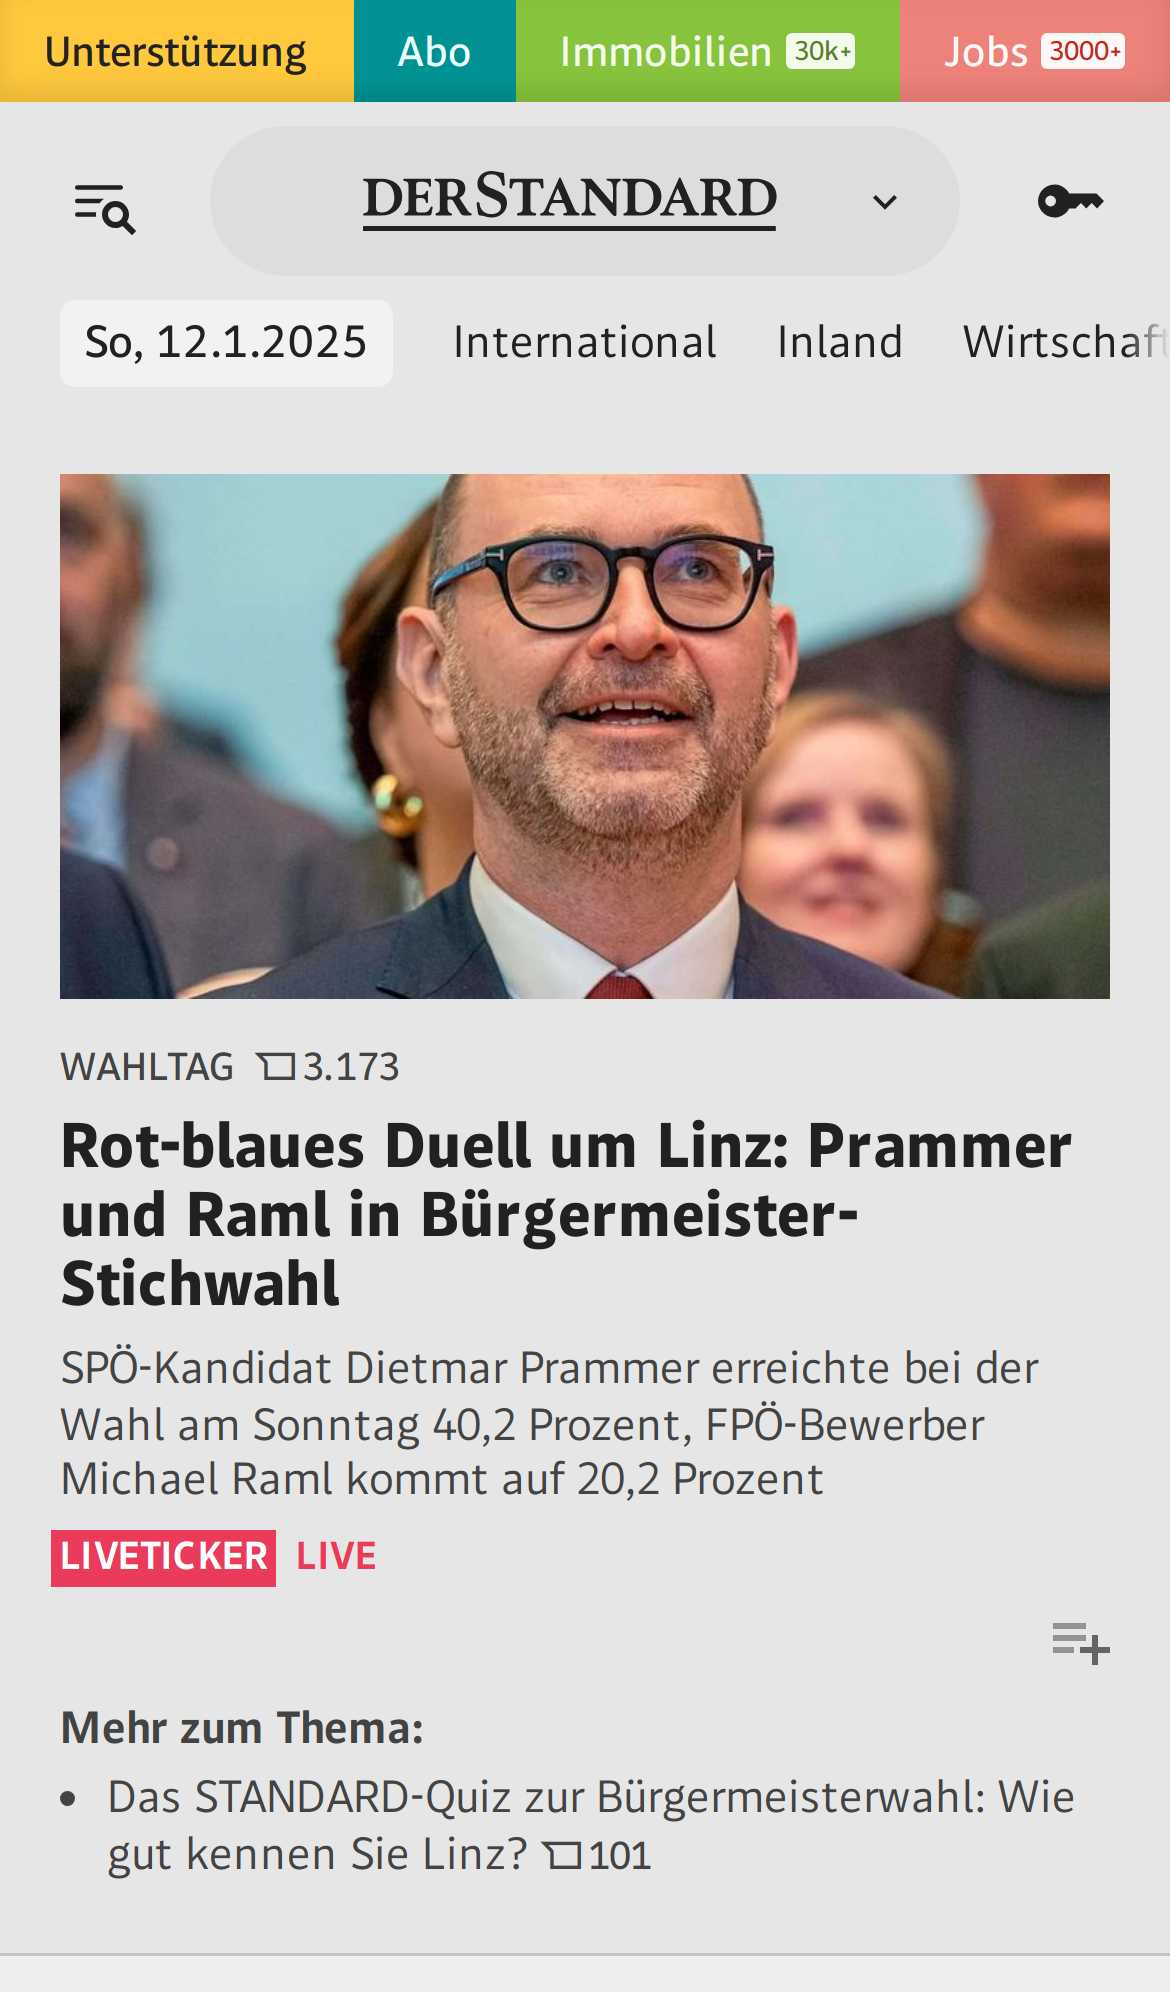 Unterstützung Abo Immobilien 30k+ Jobs 3000+
DER STANDARD
So, 12.1.2025 International Inland Wirtschaft
WAHLTAG 3.173
Rot-blaues Duell um Linz: Prammer
und Raml in Bürgermeister-
Stichwahl
SPÖ-Kandidat Dietmar Prammer erreichte bei der
Wahl am Sonntag 40,2 Prozent, FPÖ-Bewerber
Michael Raml kommt auf 20,2 Prozent
LIVETICKER LIVE
Mehr zum Thema:
• Das STANDARD-Quiz zur Bürgermeisterwahl: Wie
gut kennen Sie Linz? 101